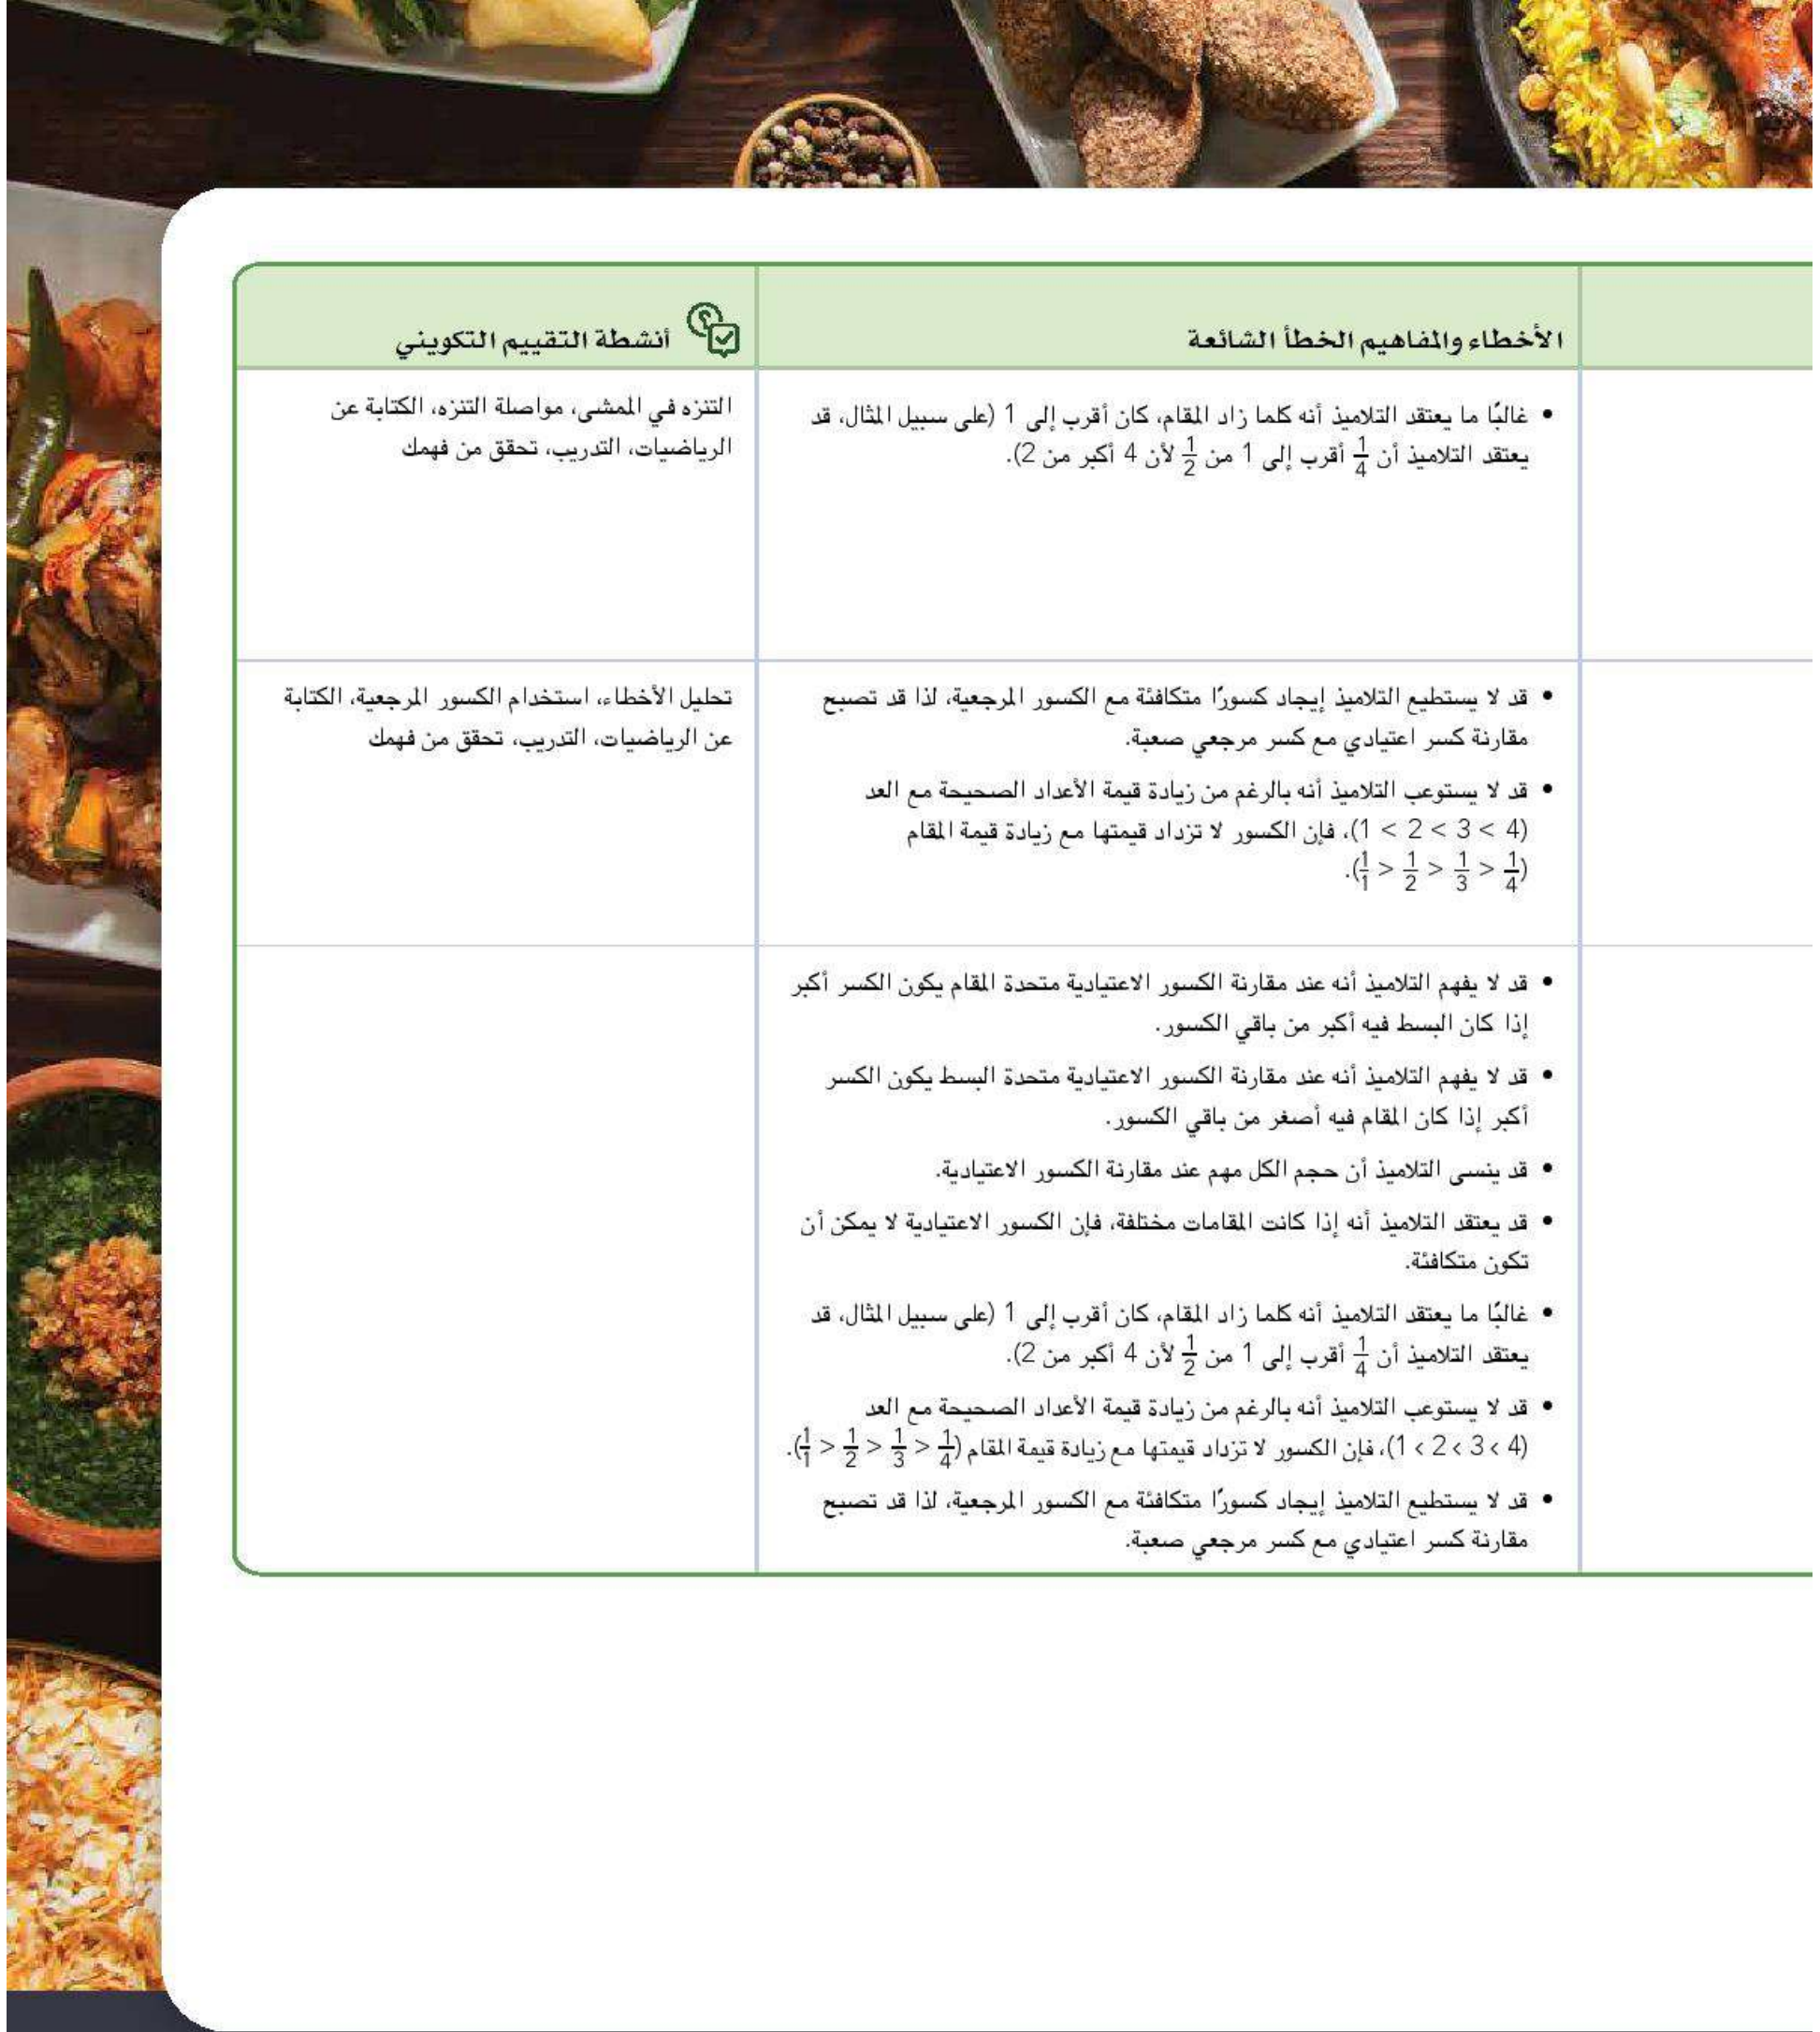 الأخطاء والمفاهيم الخطأ الشائعة
أنشطة التقييم التكويني
• غالبًا ما يعتقد التلاميذ أنه كلما زاد المقام، كان أقرب إلى 1 (على سبيل المثال، قد
يعتقد التلاميذ أن 1/4 أقرب إلى 1 من 1/2 لأن 4 أكبر من 2).
التنزه في الممشى، مواصلة التنزه، الكتابة عن
الرياضيات، التدريب، تحقق من فهمك
• قد لا يستطيع التلاميذ إيجاد كسورًا متكافئة مع الكسور المرجعية، لذا قد تصبح
مقارنة كسر اعتيادي مع كسر مرجعي صعبة.
• قد لا يستوعب التلاميذ أنه بالرغم من زيادة قيمة الأعداد الصحيحة مع العد
(1 < 2 < 3 < 4)، فإن الكسور لا تزداد قيمتها مع زيادة قيمة المقام
(1/1 > 1/2 > 1/3 > 1/4).
تحليل الأخطاء، استخدام الكسور المرجعية، الكتابة
عن الرياضيات، التدريب، تحقق من فهمك
• قد لا يفهم التلاميذ أنه عند مقارنة الكسور الاعتيادية متحدة المقام يكون الكسر أكبر
إذا كان البسط فيه أكبر من باقي الكسور.
• قد لا يفهم التلاميذ أنه عند مقارنة الكسور الاعتيادية متحدة البسط يكون الكسر
أكبر إذا كان المقام فيه أصغر من باقي الكسور.
• قد ينسى التلاميذ أن حجم الكل مهم عند مقارنة الكسور الاعتيادية.
• قد يعتقد التلاميذ أنه إذا كانت المقامات مختلفة، فإن الكسور الاعتيادية لا يمكن أن
تكون متكافئة.
• غالبًا ما يعتقد التلاميذ أنه كلما زاد المقام، كان أقرب إلى 1 (على سبيل المثال، قد
يعتقد التلاميذ أن 1/4 أقرب إلى 1 من 1/2 لأن 4 أكبر من 2).
• قد لا يستوعب التلاميذ أنه بالرغم من زيادة قيمة الأعداد الصحيحة مع العد
(1 < 2 < 3 < 4)، فإن الكسور لا تزداد قيمتها مع زيادة قيمة المقام (1/1 > 1/2 > 1/3 > 1/4).
• قد لا يستطيع التلاميذ إيجاد كسورًا متكافئة مع الكسور المرجعية، لذا قد تصبح
مقارنة كسر اعتيادي مع كسر مرجعي صعبة.